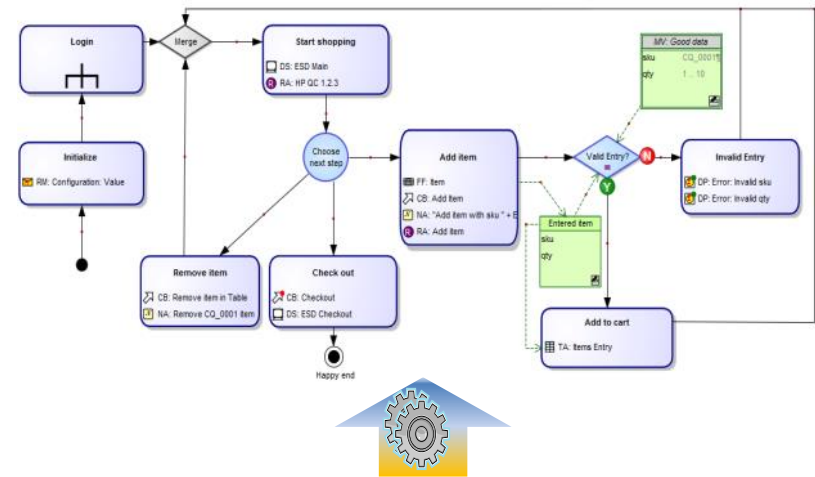 Login
Merge
Start shopping
DS: ESD Main
RA: HP QC 1.2.3
MV: Good data
sku CQ_0001¶
qty 1 .. 10
Initialize
RM: Configuration: Value
Choose
next step
Add item
FF: Item
CB: Add Item
NA: "Add item with sku " + E
RA: Add item
Valid Entry?
N
Y
Invalid Entry
DP: Error: Invalid sku
DP: Error: Invalid qty
Entered item
sku
qty
Remove item
CB: Remove item in Table
NA: Remove CQ_0001 item
Check out
CB: Checkout
DS: ESD Checkout
Add to cart
TA: Items Entry
Happy end